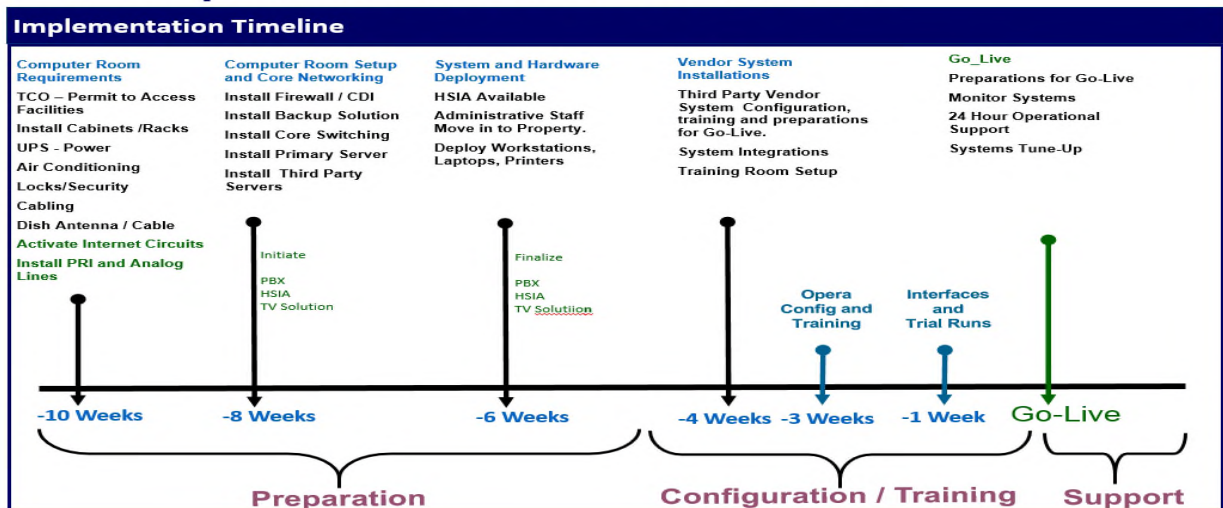 Implementation Timeline
Computer Room
Requirements
TCO – Permit to Access
Facilities
Install Cabinets /Racks
UPS - Power
Air Conditioning
Locks/Security
Cabling
Dish Antenna / Cable
Activate Internet Circuits
Install PRI and Analog
Lines
Computer Room Setup
and Core Networking
Install Firewall / CDI
Install Backup Solution
Install Core Switching
Install Primary Server
Install Third Party
Servers
Initiate
PBX
HSIA
TV Solution
System and Hardware
Deployment
HSIA Available
Administrative Staff
Move in to Property.
Deploy Workstations,
Laptops, Printers
Finalize
PBX
HSIA
TV Solutiion
Vendor System
Installations
Third Party Vendor
System Configuration,
training and preparations
for Go-Live.
System Integrations
Training Room Setup
Opera
Config and
Training
Interfaces
and
Trial Runs
Go_Live
Preparations for Go-Live
Monitor Systems
24 Hour Operational
Support
Systems Tune-Up
-10 Weeks
-8 Weeks
-6 Weeks
-4 Weeks
-3 Weeks
-1 Week
Go-Live
Preparation
Configuration / Training
Support